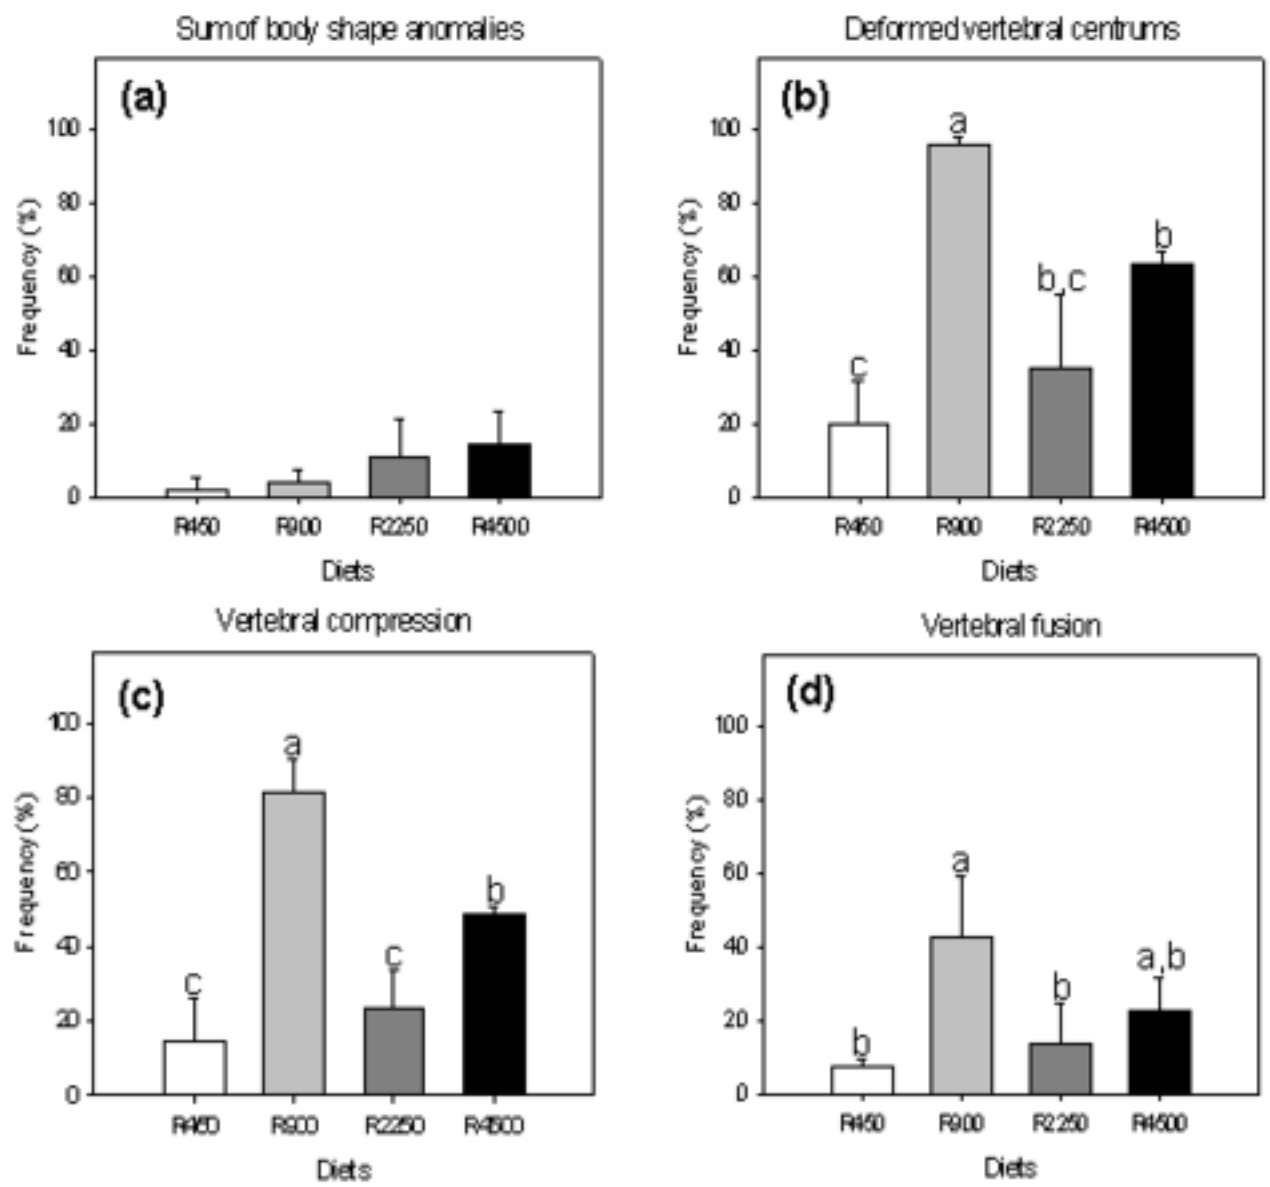 Sum of body shape anomalies
(a)
100
80
60
40
20
0
Frequency (%)
R450
R900
R2250
R4500
Diets
Deformed vertebral centrums
(b)
100
80
60
40
20
0
Frequency (%)
c
a
b,c
b
R450
R900
R2250
R4500
Diets
Vertebral compression
(c)
100
80
60
40
20
0
Frequency (%)
c
a
c
b
R450
R900
R2250
R4500
Diets
Vertebral fusion
(d)
100
80
60
40
20
0
Frequency (%)
b
a
b
a,b
R450
R900
R2250
R4500
Diets